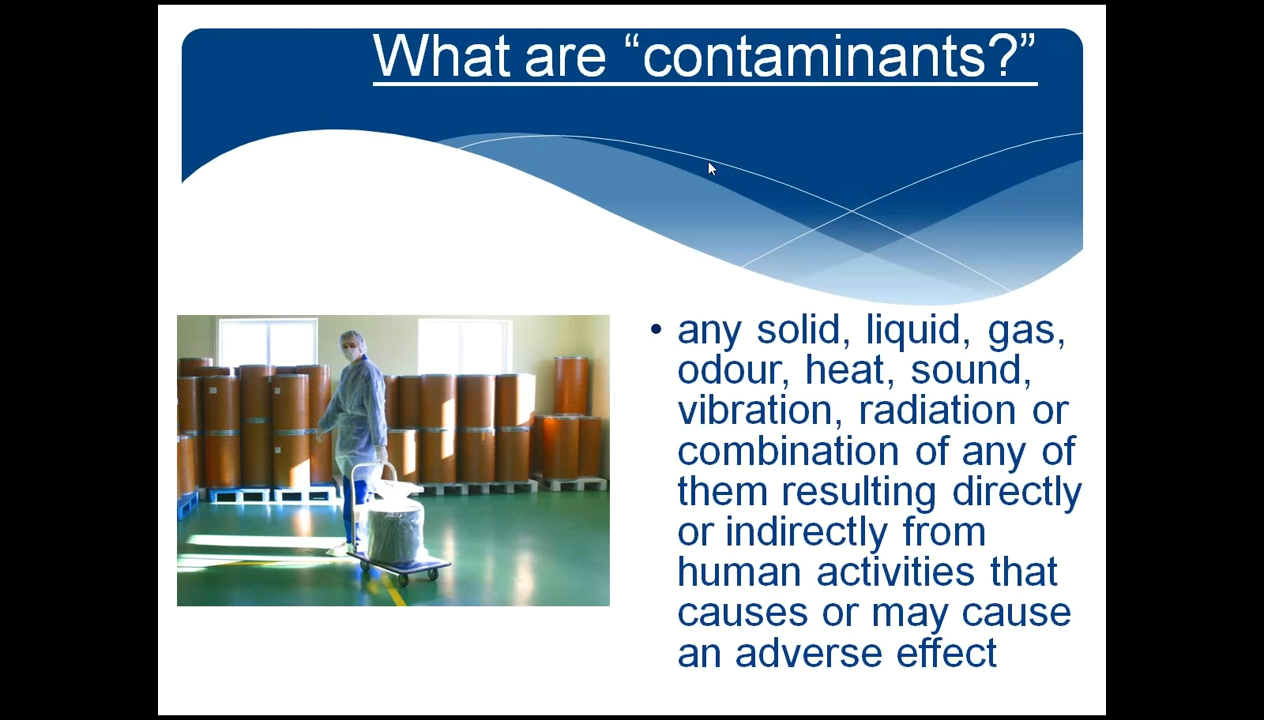 What are “contaminants?”
• any solid, liquid, gas,
odour, heat, sound,
vibration, radiation or
combination of any of
them resulting directly
or indirectly from
human activities that
causes or may cause
an adverse effect